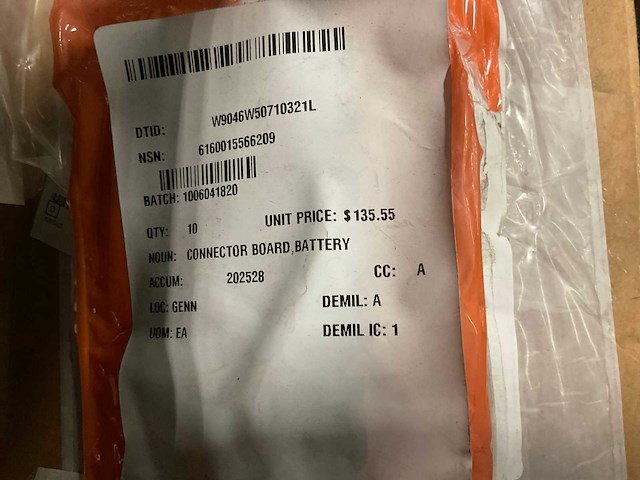 DTID: W9046W50710321L
NSN: 6160015566209
BATCH: 1006041820
QTY: 10 UNIT PRICE: $135.55
NOUN: CONNECTOR BOARD,BATTERY
ACCUM: 202528 CC: A
LOC: GENN DEMIL: A
UOM: EA DEMIL IC: 1